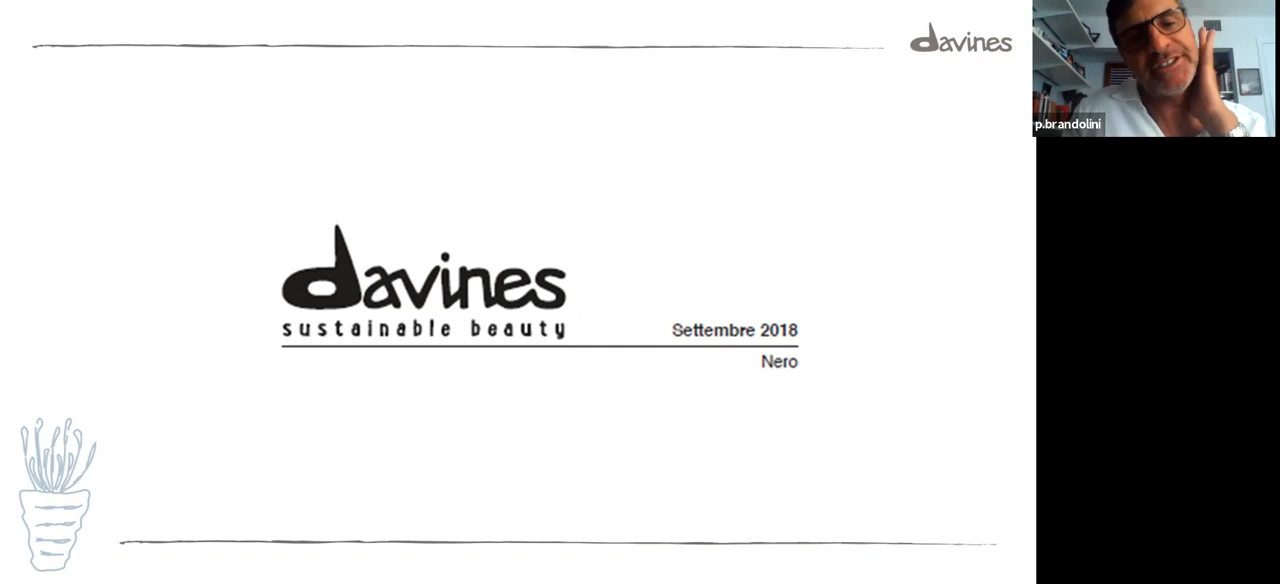 davines
p.brandolini
davines
sustainable beauty
Settembre 2018
Nero